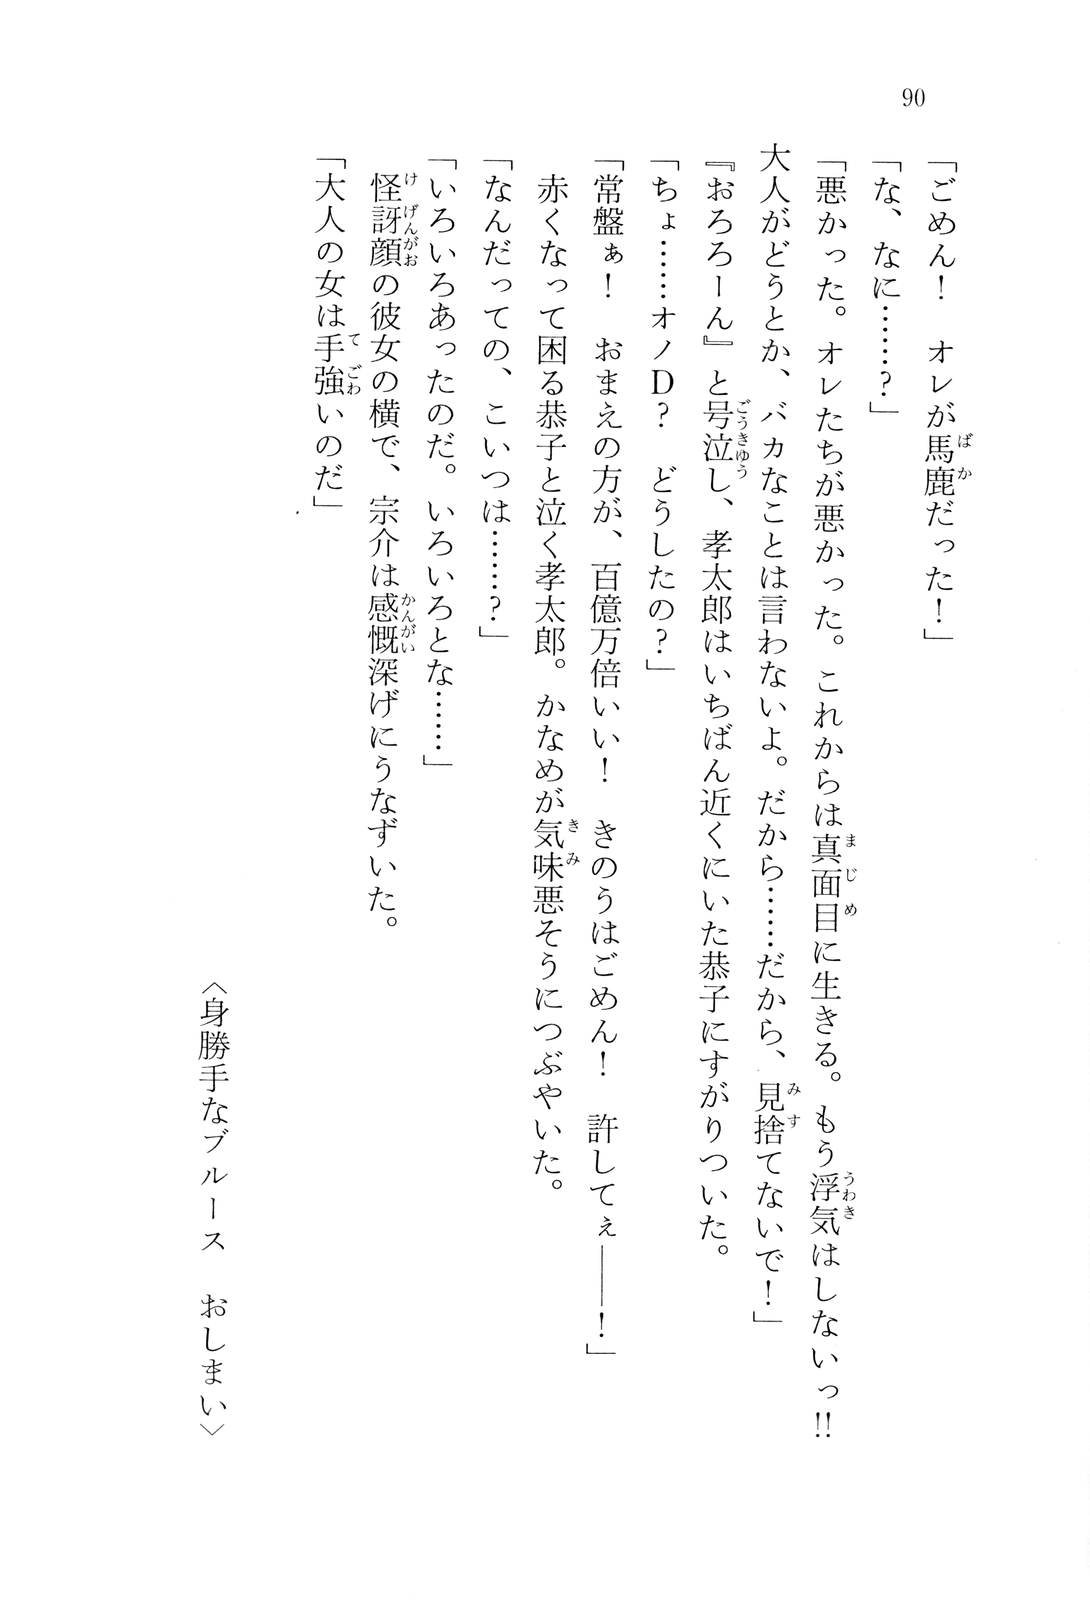 90
「ごめん！　オレが馬鹿だった！」
「な、なに……？」
「悪かった。オレたちが悪かった。これからは真面目に生きる。もう浮気はしないっ!!
大人がどうとか、バカなことは言わないよ。だから……だから、見捨てないで！」
『おろろーん』と号泣し、孝太郎はいちばん近くにいた恭子にすがりついた。
「ちょ……オノＤ？　どうしたの？」
「常盤ぁ！　おまえの方が、百億万倍いい！　きのうはごめん！　許してぇ――！」
　赤くなって困る恭子と泣く孝太郎。かなめが気味悪そうにつぶやいた。
「なんだっての、こいつは……？」
「いろいろあったのだ。いろいろとな……」
　怪訝顔の彼女の横で、宗介は感慨深げにうなずいた。
「大人の女は手強いのだ」
〈身勝手なブルース　おしまい〉